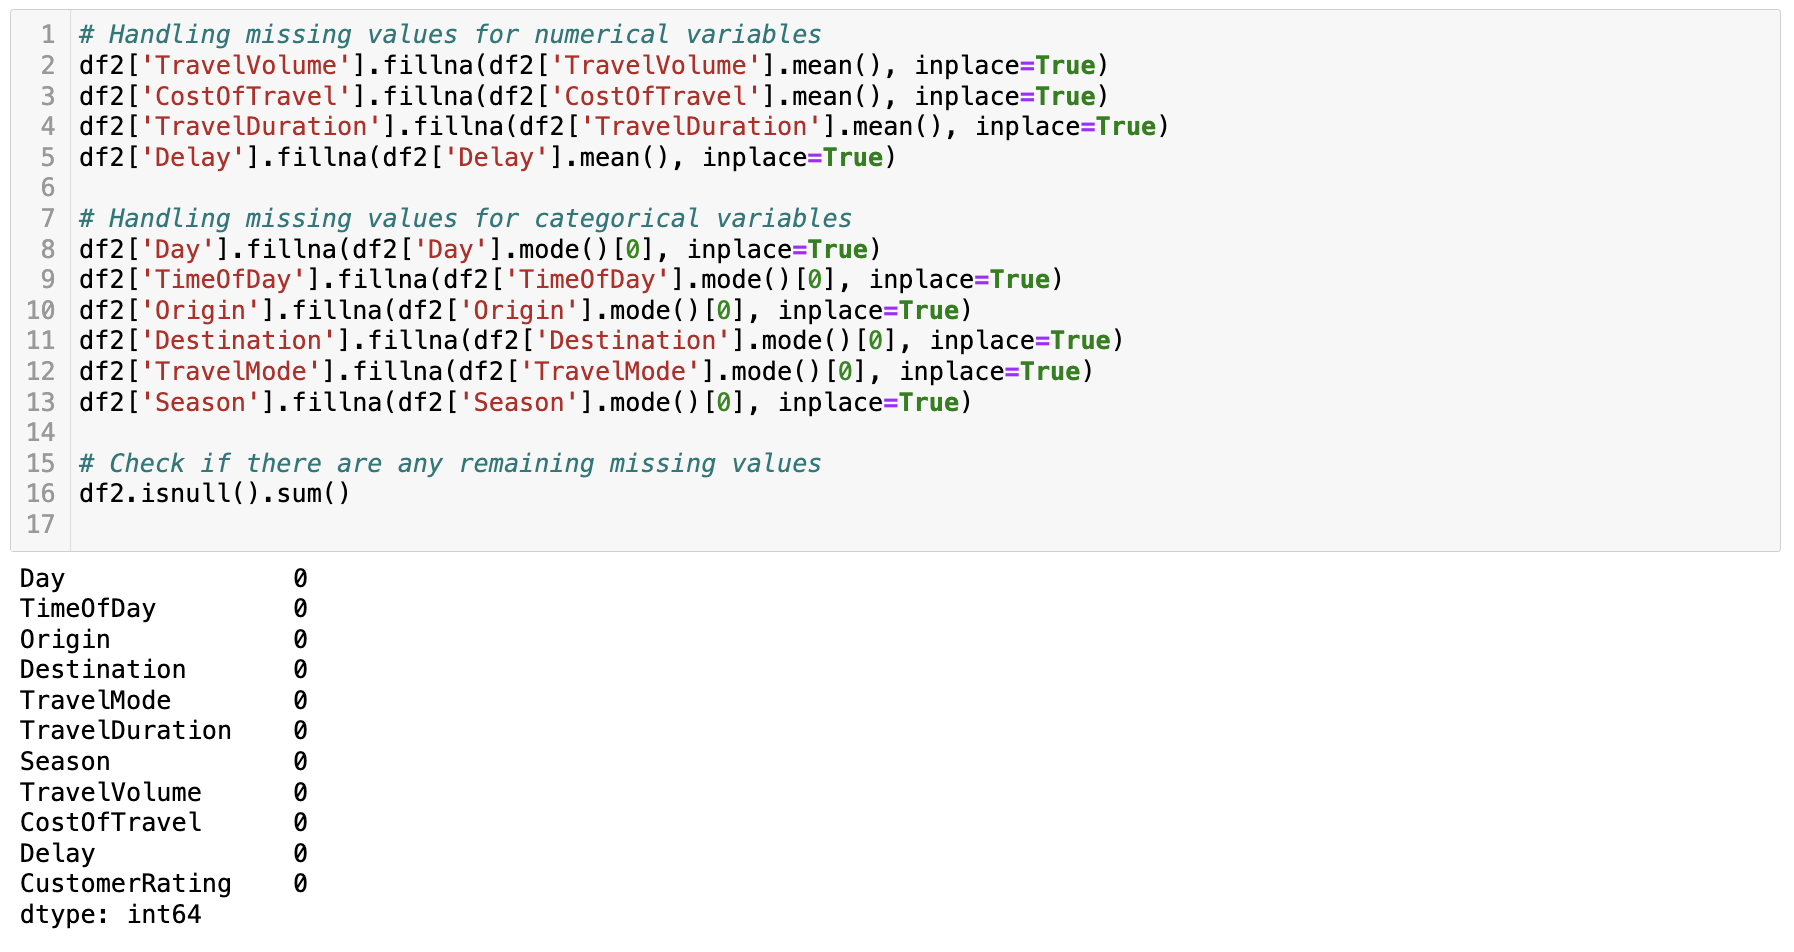 1 # Handling missing values for numerical variables
2 df2['TravelVolume'].fillna(df2['TravelVolume'].mean(), inplace=True)
3 df2['CostOfTravel'].fillna(df2['CostOfTravel'].mean(), inplace=True)
4 df2['TravelDuration'].fillna(df2['TravelDuration'].mean(), inplace=True)
5 df2['Delay'].fillna(df2['Delay'].mean(), inplace=True)
6
7 # Handling missing values for categorical variables
8 df2['Day'].fillna(df2['Day'].mode()[0], inplace=True)
9 df2['TimeOfDay'].fillna(df2['TimeOfDay'].mode()[0], inplace=True)
10 df2['Origin'].fillna(df2['Origin'].mode()[0], inplace=True)
11 df2['Destination'].fillna(df2['Destination'].mode()[0], inplace=True)
12 df2['TravelMode'].fillna(df2['TravelMode'].mode()[0], inplace=True)
13 df2['Season'].fillna(df2['Season'].mode()[0], inplace=True)
14
15 # Check if there are any remaining missing values
16 df2.isnull().sum()
17
Day 0
TimeOfDay 0
Origin 0
Destination 0
TravelMode 0
TravelDuration 0
Season 0
TravelVolume 0
CostOfTravel 0
Delay 0
CustomerRating 0
dtype: int64